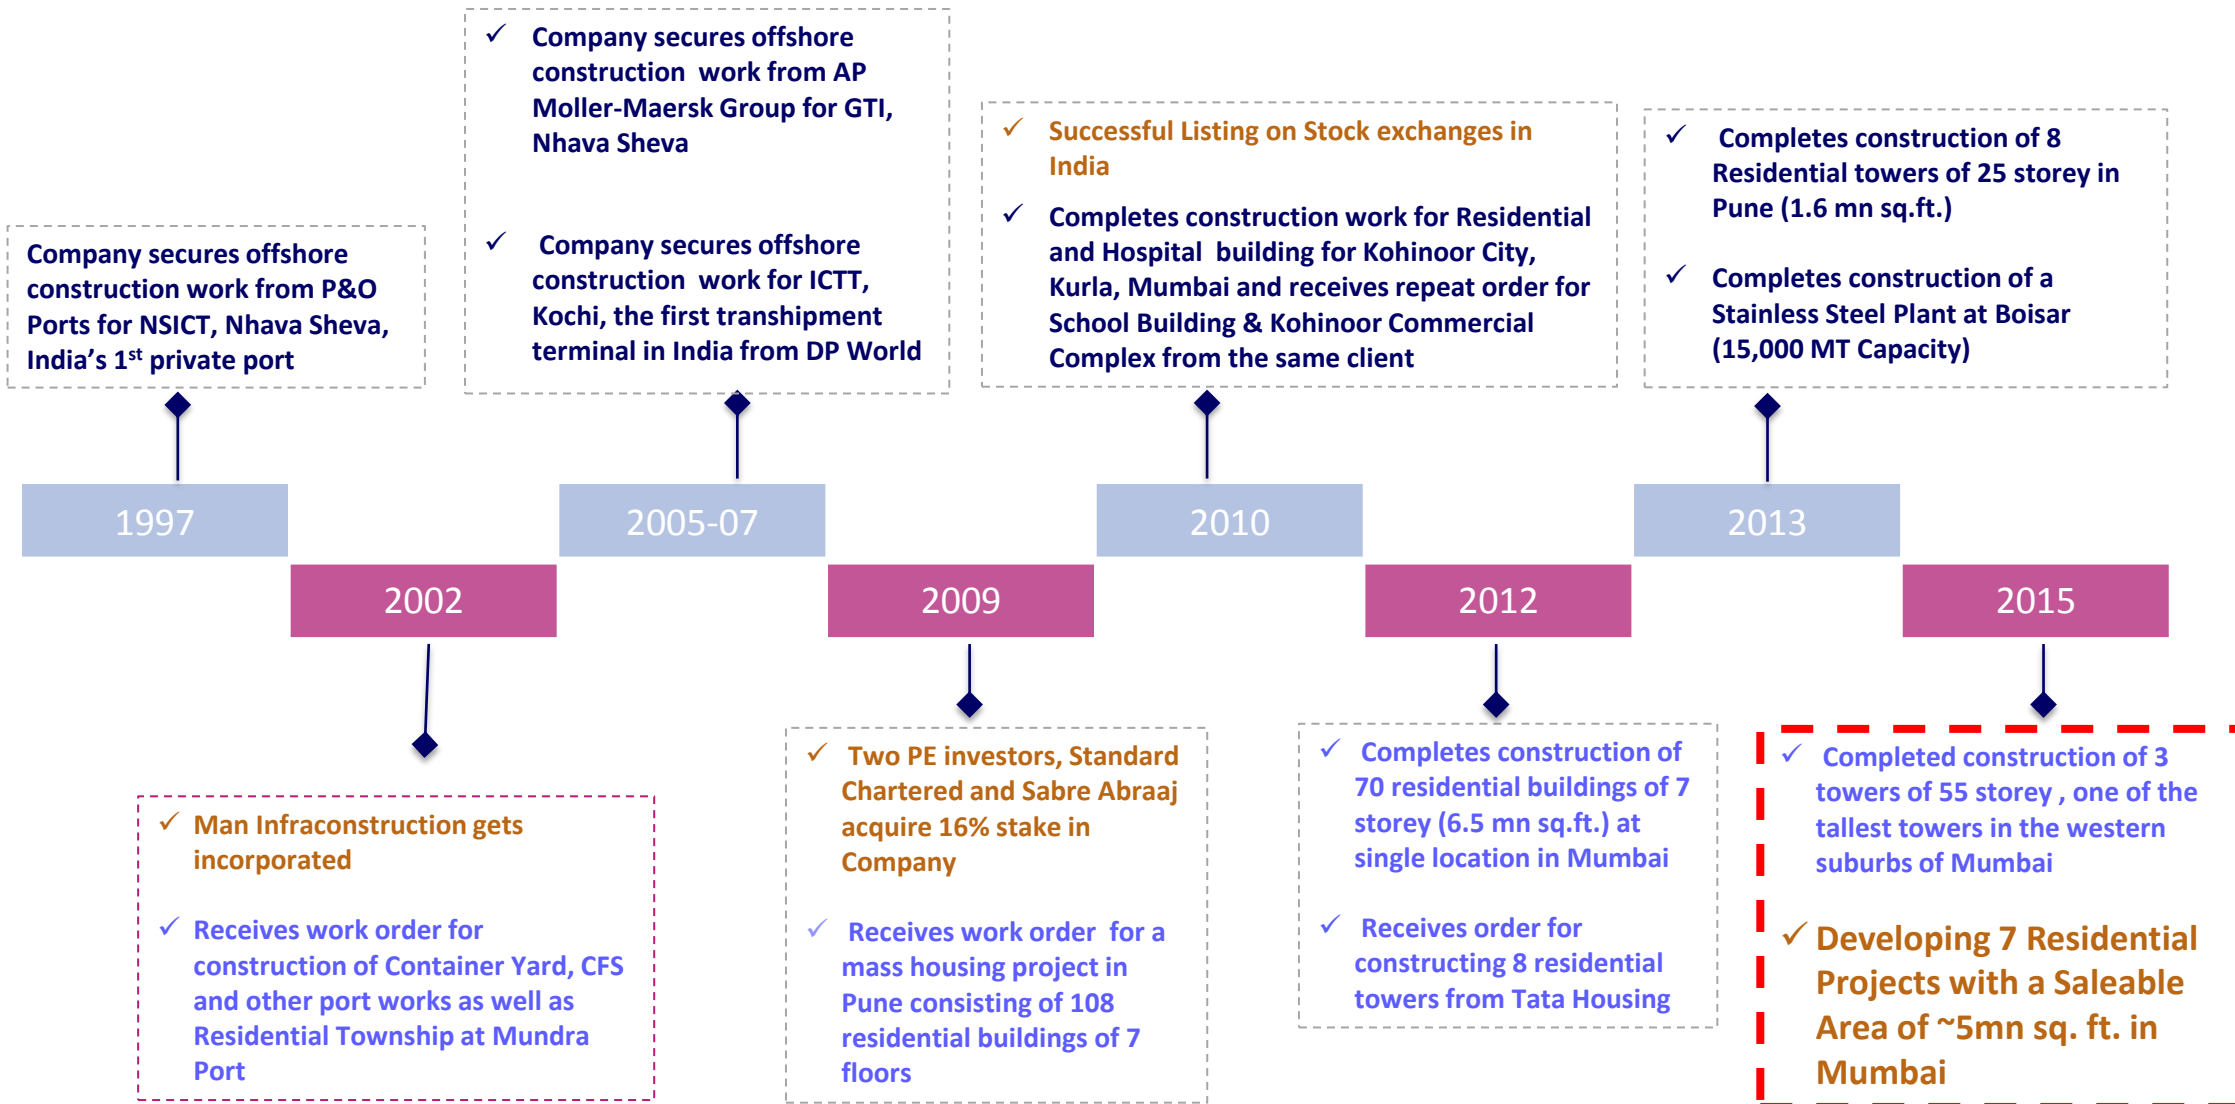 Company secures offshore
construction work from P&O
Ports for NSICT, Nhava Sheva,
India's 1st private port
✓ Company secures offshore
construction work from AP
Moller-Maersk Group for GTI,
Nhava Sheva
✓ Company secures offshore
construction work for ICTT,
Kochi, the first transhipment
terminal in India from DP World
✓ Successful Listing on Stock exchanges in
India
✓ Completes construction work for Residential
and Hospital building for Kohinoor City,
Kurla, Mumbai and receives repeat order for
School Building & Kohinoor Commercial
Complex from the same client
✓ Completes construction of 8
Residential towers of 25 storey in
Pune (1.6 mn sq.ft.)
✓ Completes construction of a
Stainless Steel Plant at Boisar
(15,000 MT Capacity)
1997
2005-07
2010
2013
2002
2009
2012
2015
✓ Man Infraconstruction gets
incorporated
✓ Receives work order for
construction of Container Yard, CFS
and other port works as well as
Residential Township at Mundra
Port
✓ Two PE investors, Standard
Chartered and Sabre Abraaj
acquire 16% stake in
Company
✓ Receives work order for a
mass housing project in
Pune consisting of 108
residential buildings of 7
floors
✓ Completes construction of
70 residential buildings of 7
storey (6.5 mn sq.ft.) at
single location in Mumbai
✓ Receives order for
constructing 8 residential
towers from Tata Housing
✓ Completed construction of 3
towers of 55 storey , one of the
tallest towers in the western
suburbs of Mumbai
✓ Developing 7 Residential
Projects with a Saleable
Area of ~5mn sq. ft. in
Mumbai